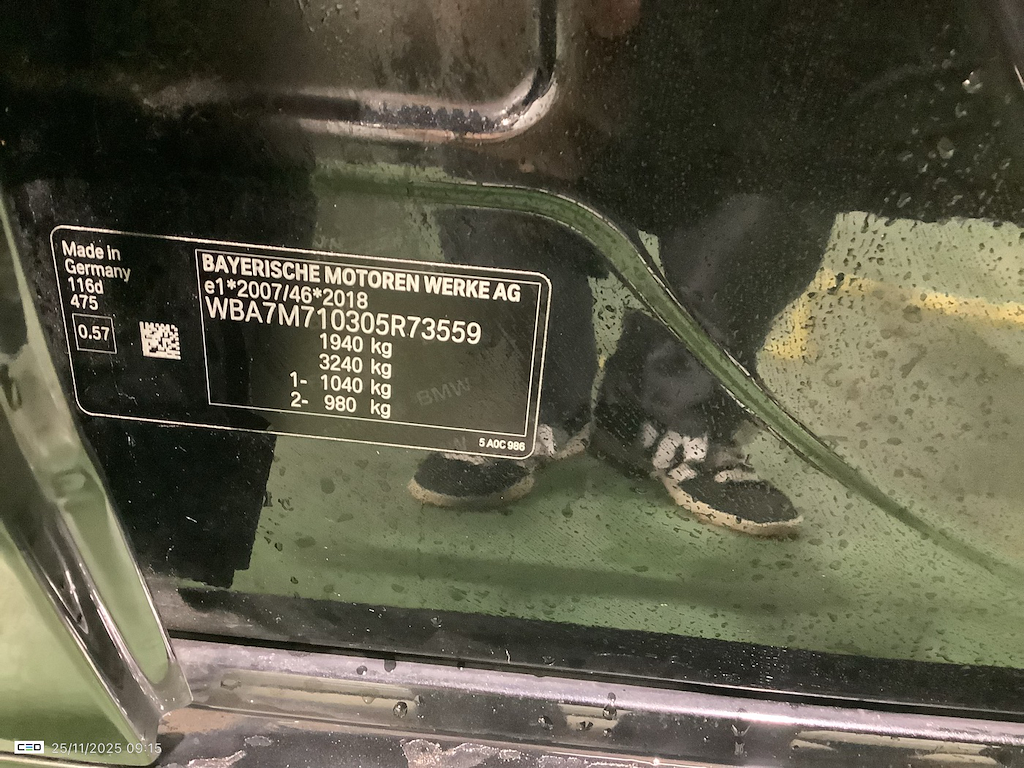 Made in
Germany
116d
475
0.57
BAYERISCHE MOTOREN WERKE AG
e1*2007/46*2018
WBA7M710305R73559
1940 kg
3240 kg
1- 1040 kg
2- 980 kg
BMW
5 A0C 986
CEO 25/11/2025 09:15